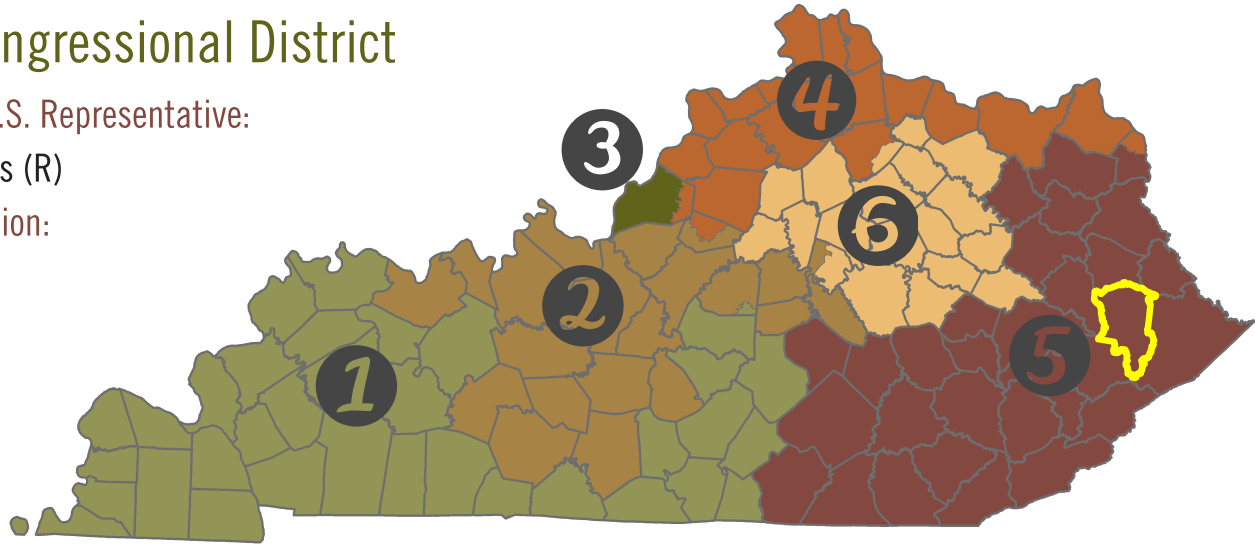 ngressional District
.S. Representative:
s (R)
ion:
1
2
3
4
5
6